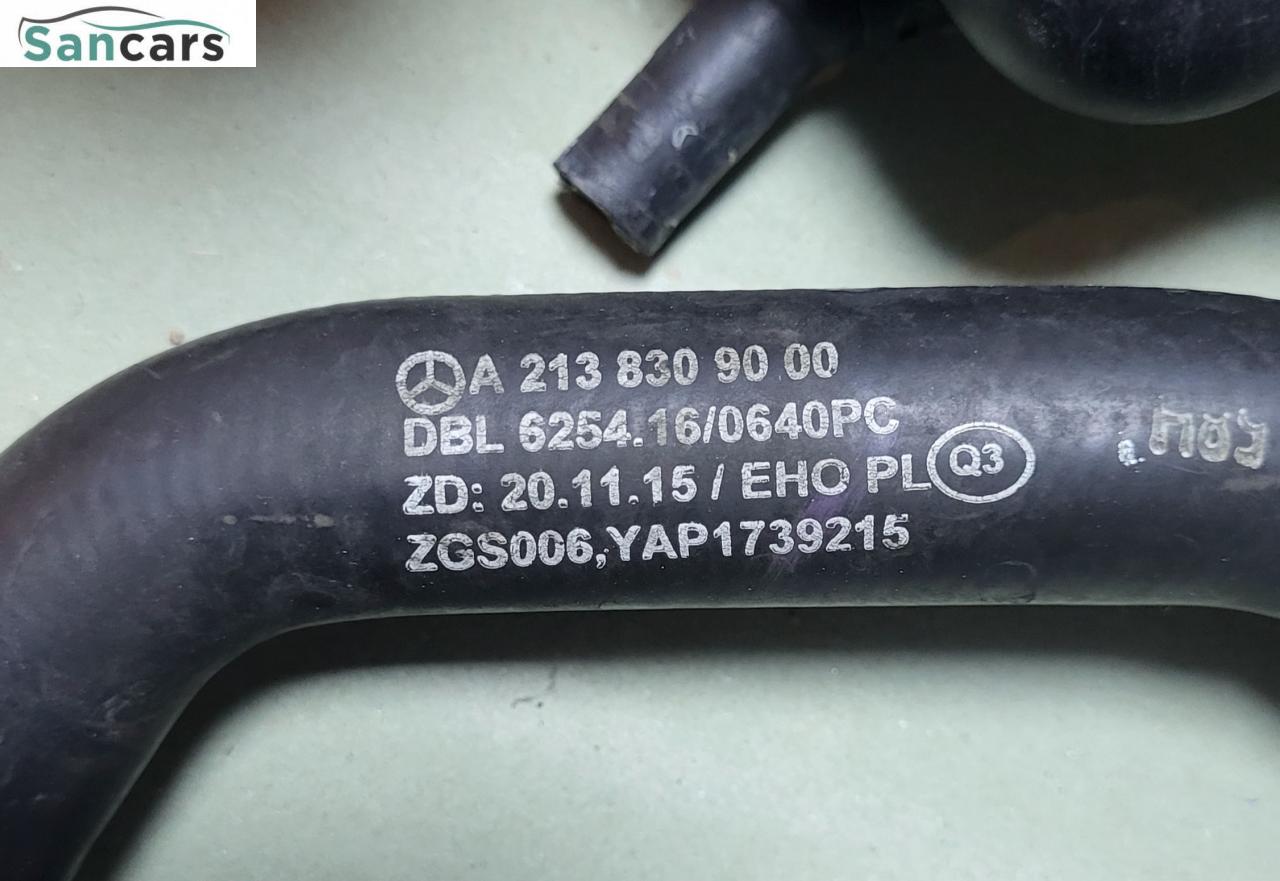 Sancars
A 213 830 90 00
DBL 6254.16/0640PC
ZD: 20.11.15 / EHO PL Q3
ZGS006,YAP1739215